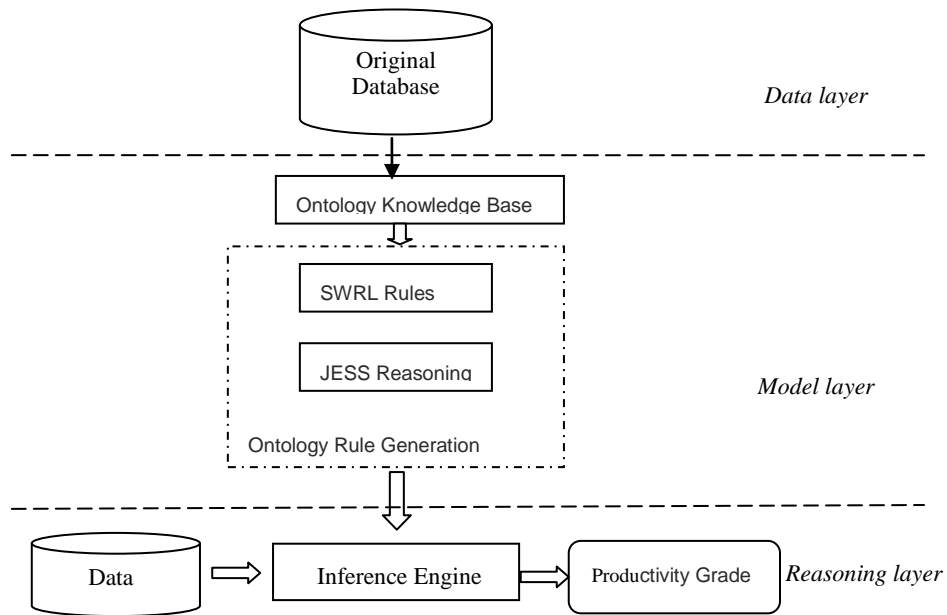 Original
Database
Data layer
Ontology Knowledge Base
SWRL Rules
JESS Reasoning
Model layer
Ontology Rule Generation
Data
Inference Engine
Productivity Grade
Reasoning layer